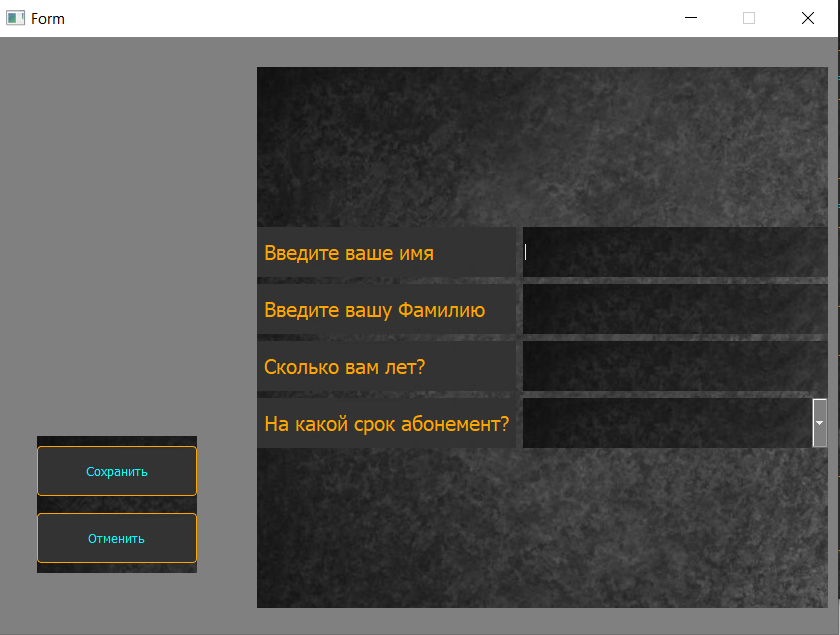 Form
Введите ваше имя
Введите вашу Фамилию
Сколько вам лет?
На какой срок абонемент?
Сохранить
Отменить